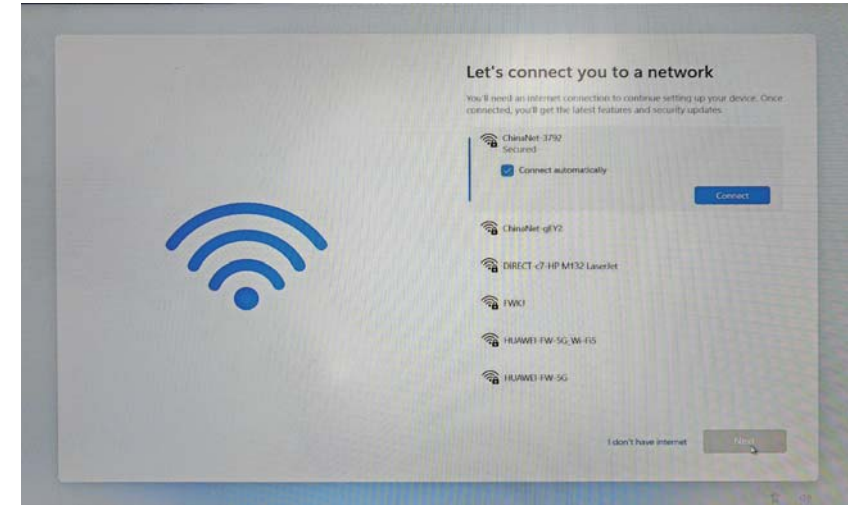 Let's connect you to a network
You'll need an internet connection to continue setting up your device. Once
connected, you'll get the latest features and security updates.
ChinaNet-3792
Secured
Connect automatically
Connect
ChinaNet-gEY2
DIRECT-c7-HP M132 LaserJet
FWKJ
HUAWEI-FW-5G_Wi-Fi5
HUAWEI-FW-5G
I don't have internet
Next